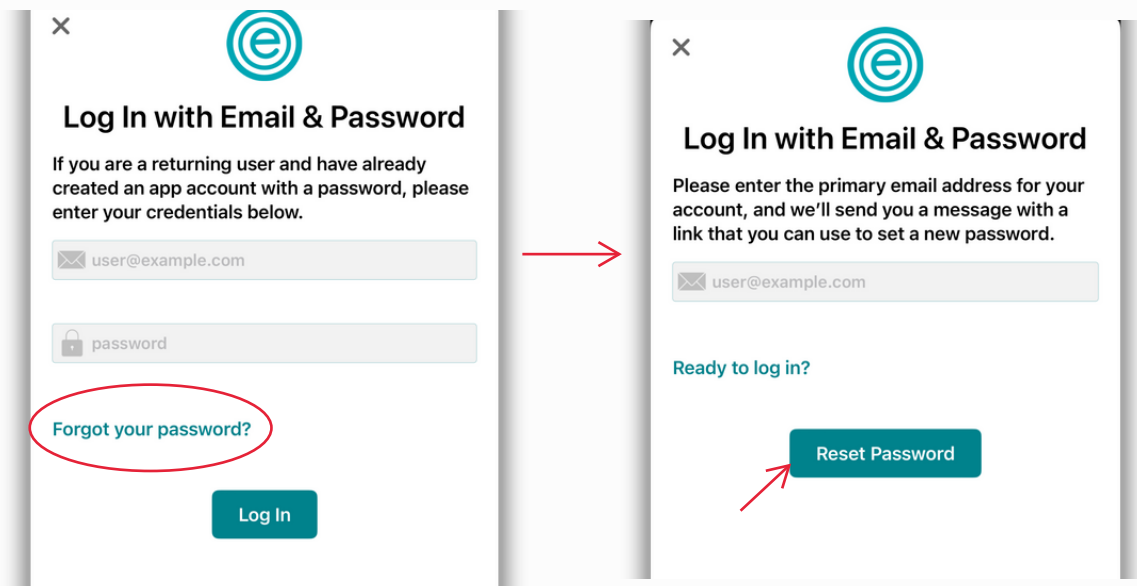 e
Log In with Email & Password
If you are a returning user and have already
created an app account with a password, please
enter your credentials below.
user@example.com
password
Forgot your password?
Log In
e
Log In with Email & Password
Please enter the primary email address for your
account, and we’ll send you a message with a
link that you can use to set a new password.
user@example.com
Ready to log in?
Reset Password